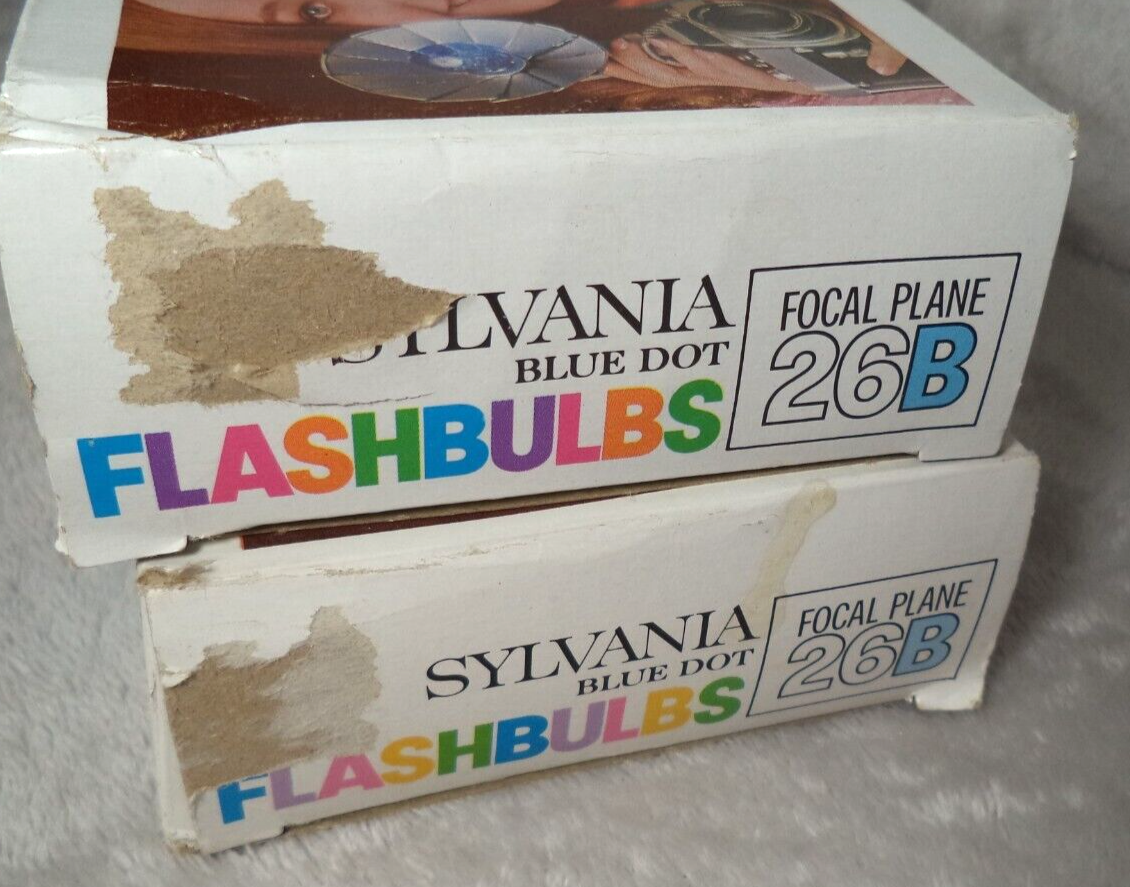 SYLVANIA
BLUE DOT
FLASHBULBS
FOCAL PLANE
26B
SYLVANIA
BLUE DOT
FLASHBULBS
FOCAL PLANE
26B